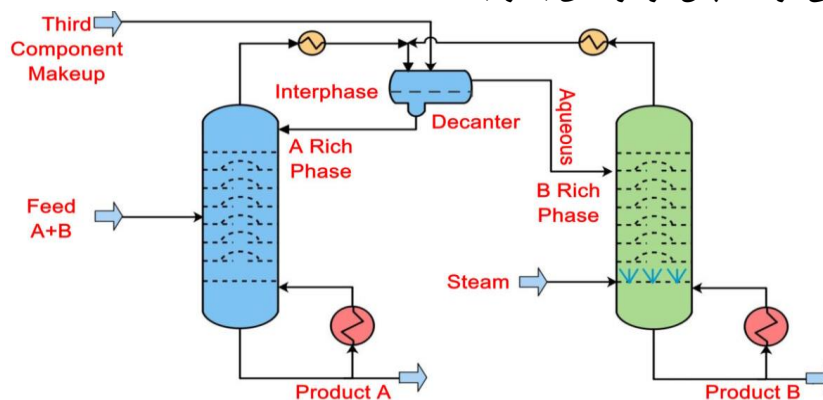 Third
Component
Makeup
Interphase
Decanter
Aqueous
A Rich
Phase
B Rich
Phase
Feed
A+B
Steam
Product A
Product B